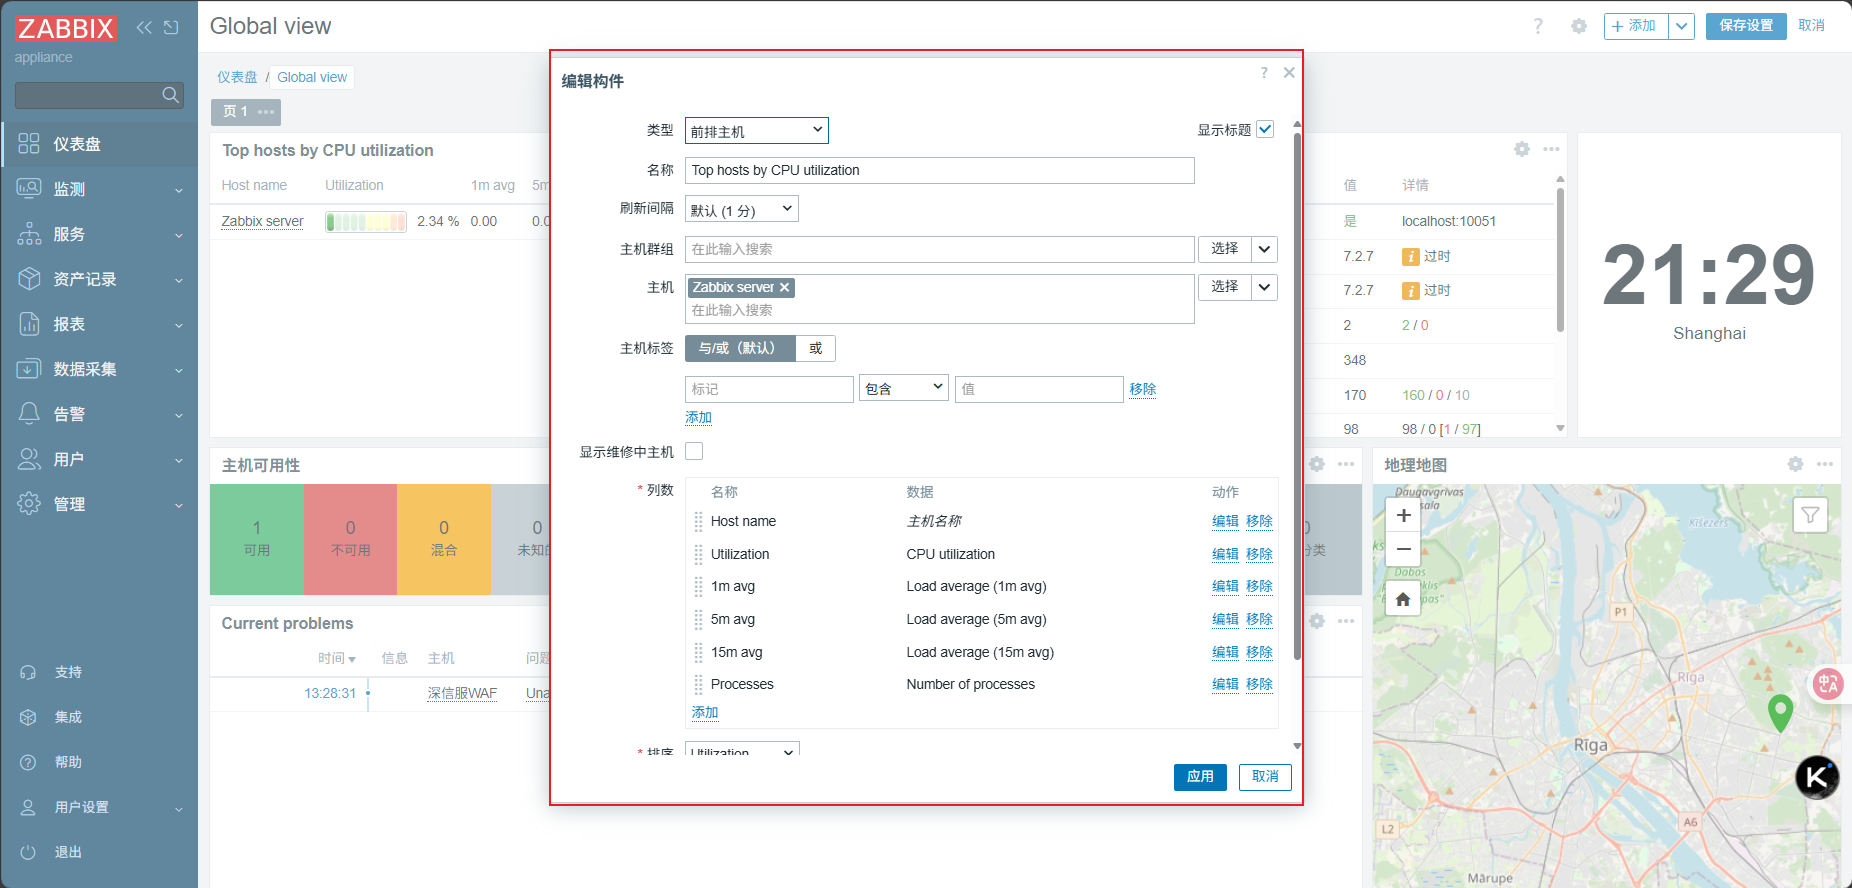 ZABBIX
appliance
仪表盘
监测
服务
资产记录
报表
数据采集
告警
用户
管理
支持
集成
帮助
用户设置
退出
Global view
? 添加 保存设置 取消
仪表盘 / Global view
页 1
Top hosts by CPU utilization
Host name Utilization 1m avg 5m
Zabbix server 2.34 % 0.00 0.0
主机可用性
1
可用
0
不可用
0
混合
0
未知的
分类
Current problems
时间 信息 主机 问题
13:28:31 深信服WAF Una
编辑构件
?
类型 前排主机 显示标题
名称 Top hosts by CPU utilization
刷新间隔 默认 (1 分)
主机群组 在此输入搜索 选择
主机 Zabbix server 选择
在此输入搜索
主机标签 与/或（默认） 或
标记 包含 值 移除
添加
显示维修中主机
* 列数 名称 数据 动作
Host name 主机名称 编辑 移除
Utilization CPU utilization 编辑 移除
1m avg Load average (1m avg) 编辑 移除
5m avg Load average (5m avg) 编辑 移除
15m avg Load average (15m avg) 编辑 移除
Processes Number of processes 编辑 移除
添加
* 排序 Utilization
应用 取消
值 详情
是 localhost:10051
7.2.7 过时
7.2.7 过时
2 2 / 0
348
170 160 / 0 / 10
98 98 / 0 [1 / 97]
21:29
Shanghai
地理地图
Daugavgrīvas
sala
+
−
Ķīšezers
Dabas
P1
Rīga
Rīga
A6
L2
Mārupe
K